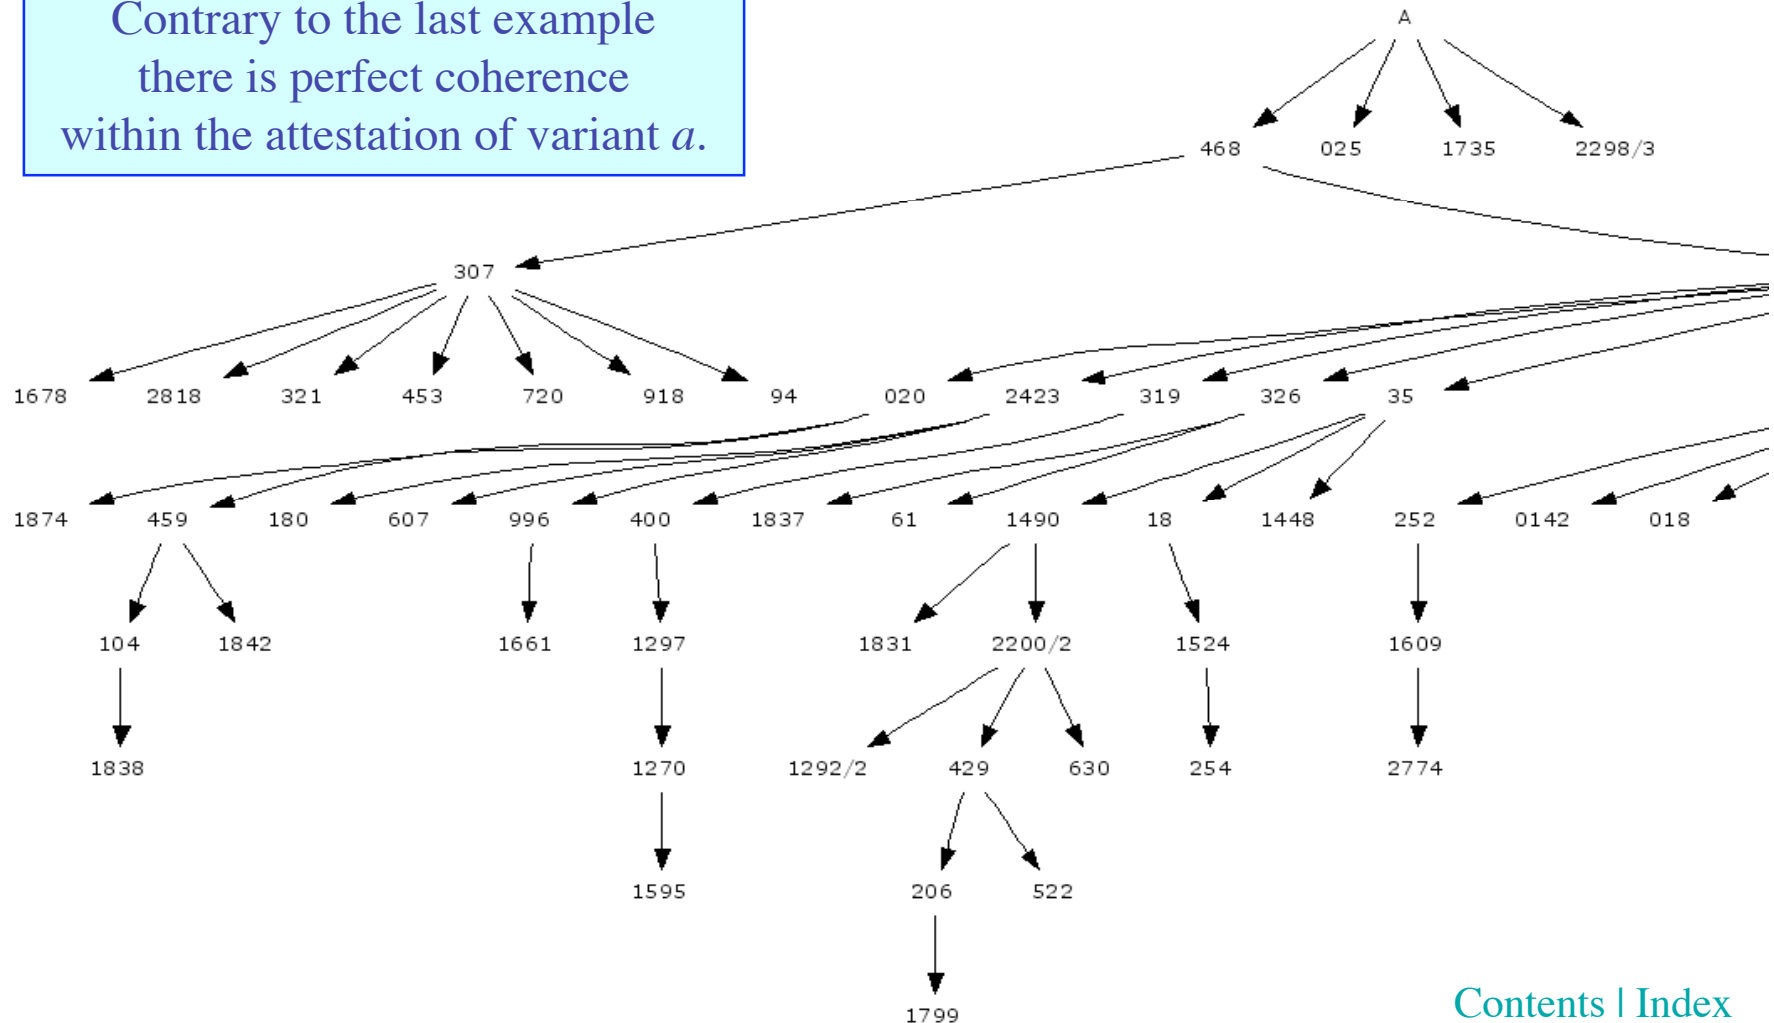 Contrary to the last example
there is perfect coherence
within the attestation of variant a.
A
468 025 1735 2298/3
307
1678 2818 321 453 720 918 94 020 2423 319 326 35
1874 459 180 607 996 400 1837 61 1490 18 1448 252 0142 018
104 1842 1661 1297 1831 2200/2 1524 1609
1838 1270 1292/2 429 630 254 2774
1595 206 522
1799
Contents | Index